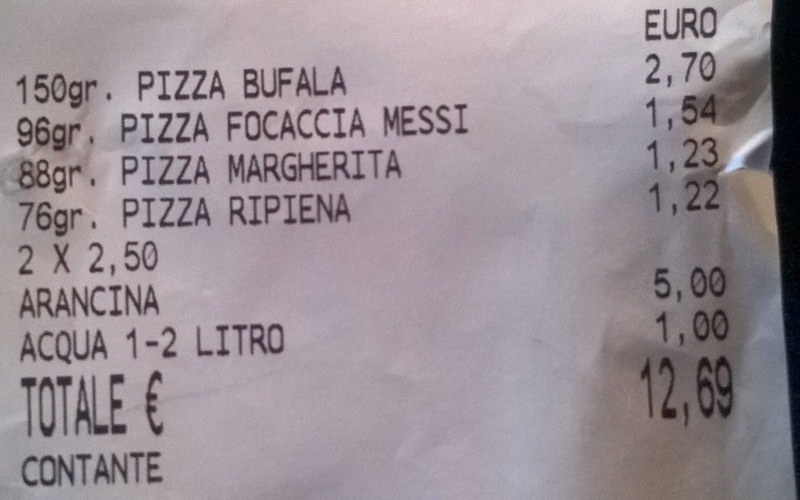 EURO
150gr. PIZZA BUFALA 2,70
96gr. PIZZA FOCACCIA MESSI 1,54
88gr. PIZZA MARGHERITA 1,23
76gr. PIZZA RIPIENA 1,22
2 X 2,50
ARANCINA 5,00
ACQUA 1-2 LITRO 1,00
TOTALE € 12,69
CONTANTE